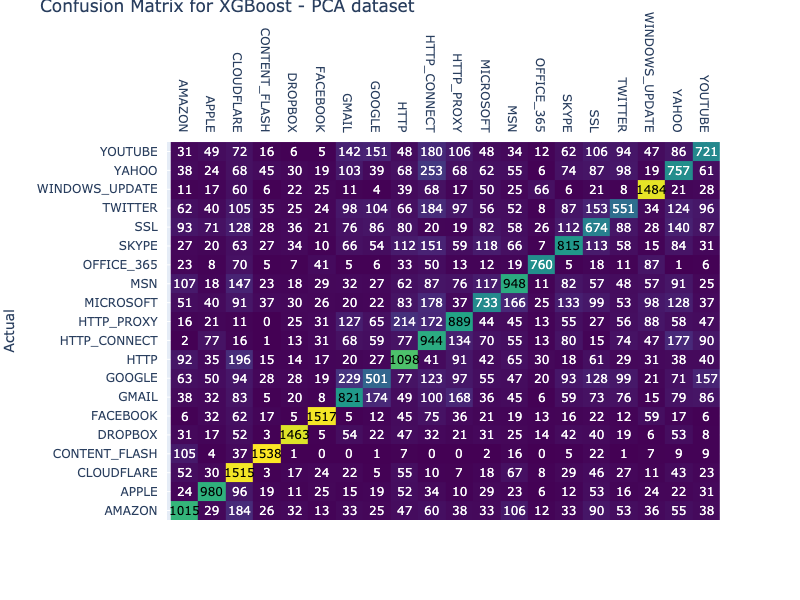 Confusion Matrix for XGBoost - PCA dataset
AMAZON APPLE CLOUDFLARE CONTENT_FLASH DROPBOX FACEBOOK GMAIL GOOGLE HTTP HTTP_CONNECT HTTP_PROXY MICROSOFT MSN OFFICE_365 SKYPE SSL TWITTER WINDOWS_UPDATE YAHOO YOUTUBE
YOUTUBE 31 49 72 16 6 5 142 151 48 180 106 48 34 12 62 106 94 47 86 721
YAHOO 38 24 68 45 30 19 103 39 68 253 68 62 55 6 74 87 98 19 757 61
WINDOWS_UPDATE 11 17 60 6 22 25 11 4 39 68 17 50 25 66 6 21 8 1484 21 28
TWITTER 62 40 105 35 25 24 98 104 66 184 97 56 52 8 87 153 551 34 124 96
SSL 93 71 128 28 36 21 76 86 80 20 19 82 58 26 112 674 88 28 140 87
SKYPE 27 20 63 27 34 10 66 54 112 151 59 118 66 7 815 113 58 15 84 31
OFFICE_365 23 8 70 5 7 41 5 6 33 50 13 12 19 760 5 18 11 87 1 6
MSN 107 18 147 23 18 29 32 27 62 87 76 117 948 11 82 57 48 57 91 25
MICROSOFT 51 40 91 37 30 26 20 22 83 178 37 733 166 25 133 99 53 98 128 37
HTTP_PROXY 16 21 11 0 25 31 127 65 214 172 889 44 45 13 55 27 56 88 58 47
HTTP_CONNECT 2 77 16 1 13 31 68 59 77 944 134 70 55 13 80 15 74 47 177 90
HTTP 92 35 196 15 14 17 20 27 1098 41 91 42 65 30 18 61 29 31 38 40
GOOGLE 63 50 94 28 28 19 229 501 77 123 97 55 47 20 93 128 99 21 71 157
GMAIL 38 32 83 5 20 8 821 174 49 100 168 36 45 6 59 73 76 15 79 86
FACEBOOK 6 32 62 17 5 1517 5 12 45 75 36 21 19 13 16 22 12 59 17 6
DROPBOX 31 17 52 3 1463 5 54 22 47 32 21 31 25 14 42 40 19 6 53 8
CONTENT_FLASH 105 4 37 1538 1 0 0 1 7 0 0 2 16 0 5 22 1 7 9 9
CLOUDFLARE 52 30 1515 3 17 24 22 5 55 10 7 18 67 8 29 46 27 11 43 23
APPLE 24 980 96 19 11 25 15 19 52 34 10 29 23 6 12 53 16 24 22 31
AMAZON 1015 29 184 26 32 13 33 25 47 60 38 33 106 12 33 90 53 36 55 38
Actual